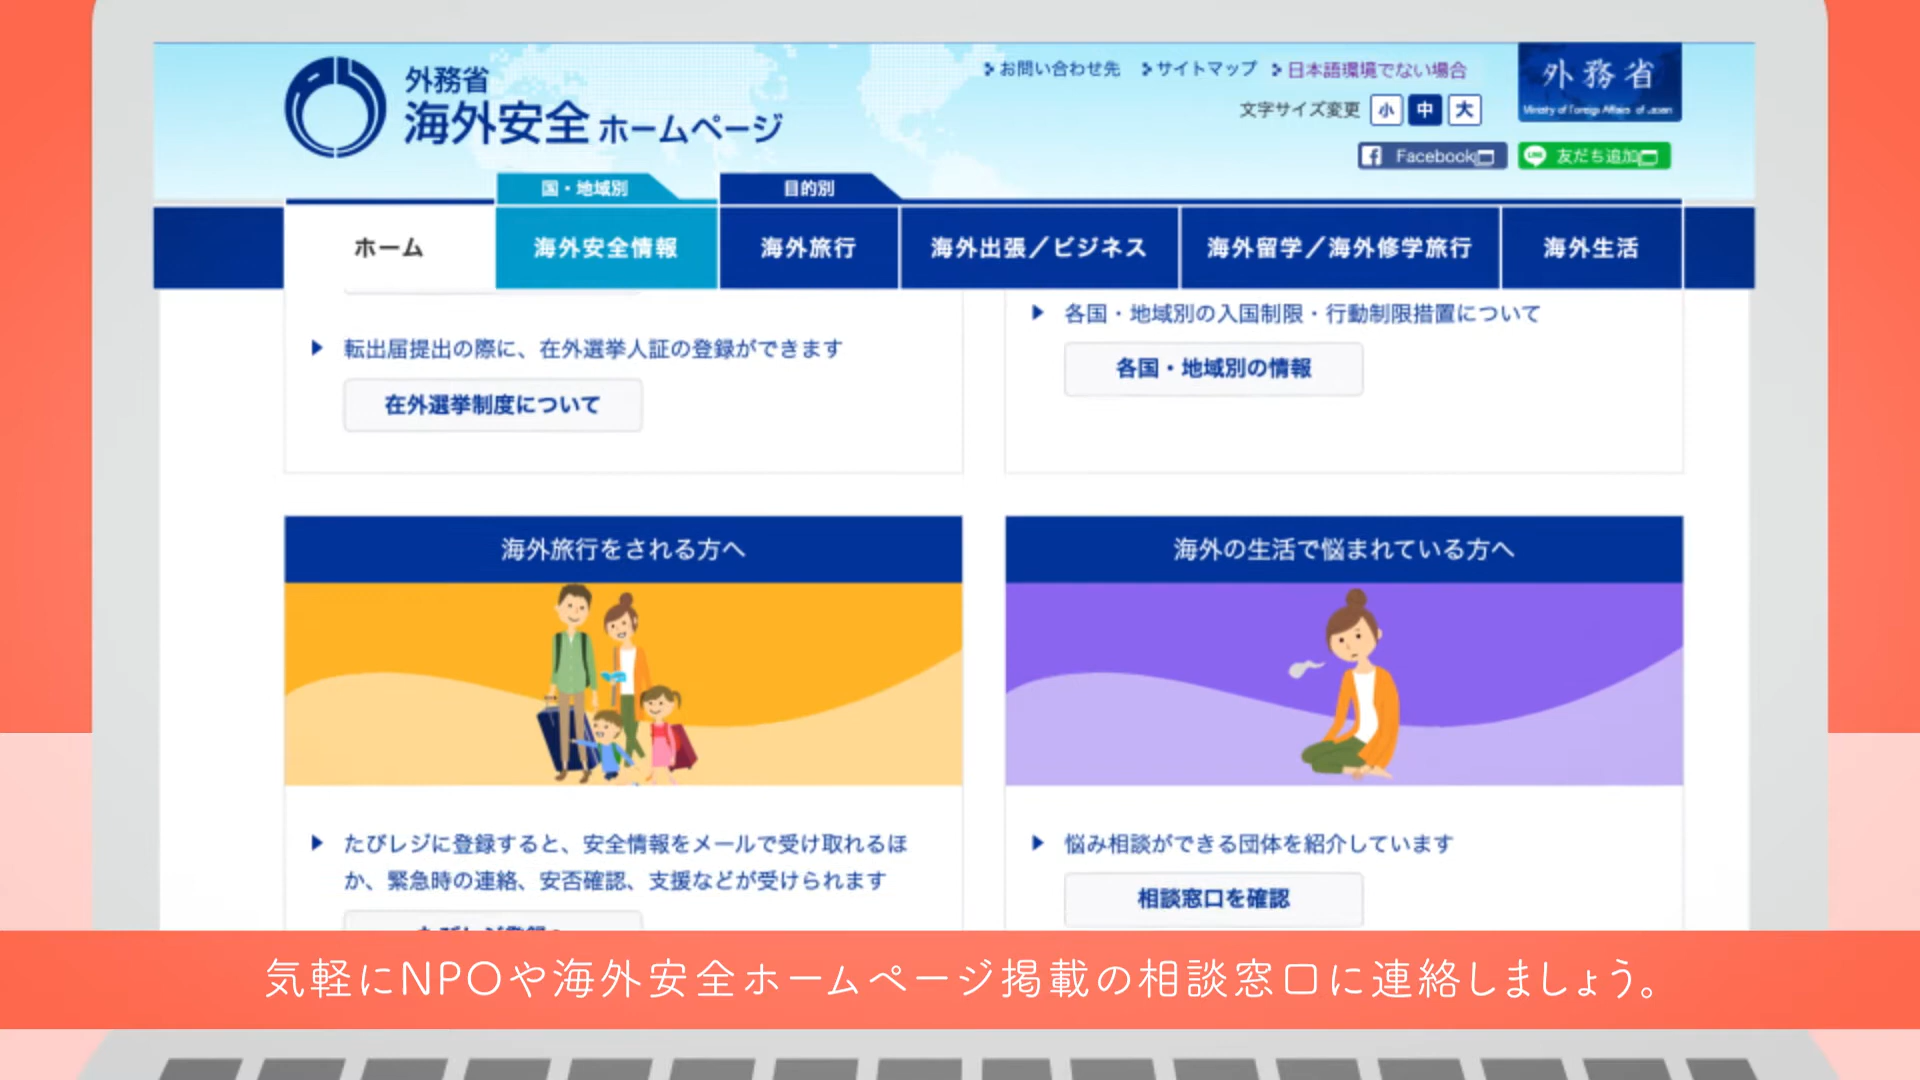 外務省
海外安全ホームページ
お問い合わせ先 サイトマップ 日本語環境でない場合
文字サイズ変更 小 中 大
外務省
Ministry of Foreign Affairs of Japan
Facebook
LINE 友だち追加
国・地域別 目的別
ホーム 海外安全情報 海外旅行 海外出張／ビジネス 海外留学／海外修学旅行 海外生活
転出届提出の際に、在外選挙人証の登録ができます
在外選挙制度について
各国・地域別の入国制限・行動制限措置について
各国・地域別の情報
海外旅行をされる方へ
たびレジに登録すると、安全情報をメールで受け取れるほ
か、緊急時の連絡、安否確認、支援などが受けられます
海外の生活で悩まれている方へ
悩み相談ができる団体を紹介しています
相談窓口を確認
気軽にNPOや海外安全ホームページ掲載の相談窓口に連絡しましょう。